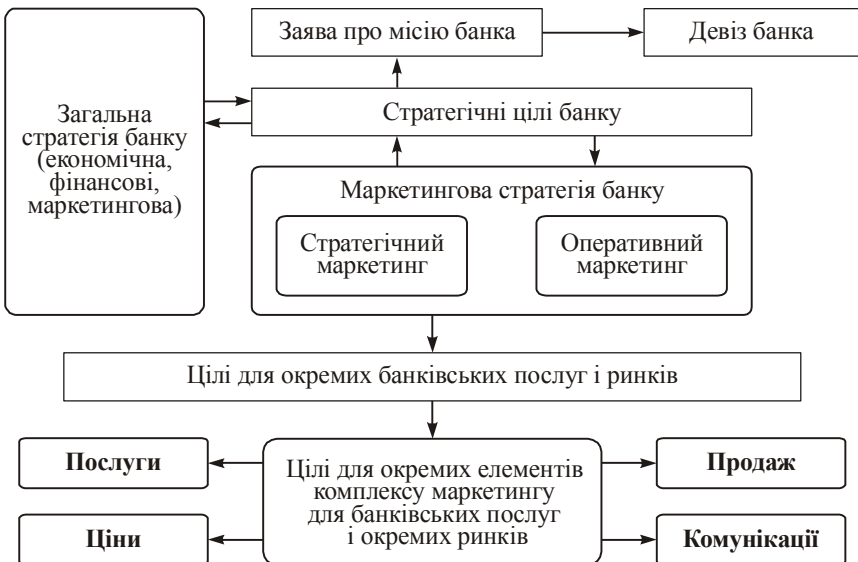 Заява про місію банка
Девіз банка
Загальна
стратегія банку
(економічна,
фінансові,
маркетингова)
Стратегічні цілі банку
Маркетингова стратегія банку
Стратегічний
маркетинг
Оперативний
маркетинг
Цілі для окремих банківських послуг і ринків
Послуги
Цілі для окремих елементів
комплексу маркетингу
для банківських послуг
і окремих ринків
Продаж
Ціни
Комунікації